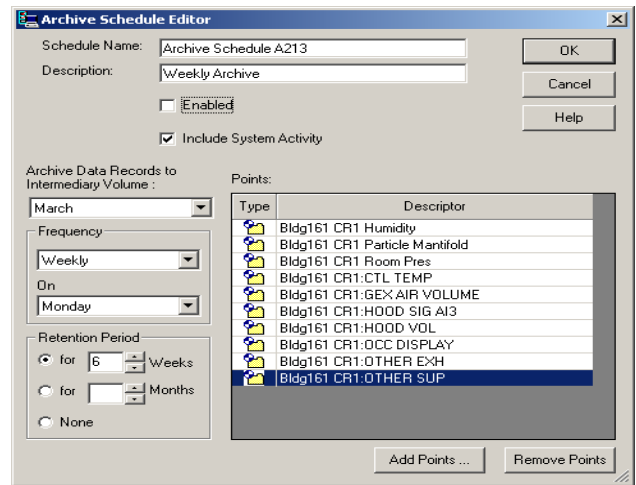 Archive Schedule Editor
Schedule Name: Archive Schedule A213
OK
Description: Weekly Archive
Cancel
Enabled
Help
Include System Activity
Archive Data Records to
Intermediary Volume :
Points:
March
Type Descriptor
Frequency
Bldg161 CR1 Humidity
Bldg161 CR1 Particle Mantifold
Weekly
Bldg161 CR1 Room Pres
Bldg161 CR1:CTL TEMP
On
Bldg161 CR1:GEX AIR VOLUME
Monday
Bldg161 CR1:HOOD SIG AI3
Bldg161 CR1:HOOD VOL
Retention Period
Bldg161 CR1:OCC DISPLAY
for 6 Weeks
Bldg161 CR1:OTHER EXH
Bldg161 CR1:OTHER SUP
for Months
None
Add Points ...
Remove Points